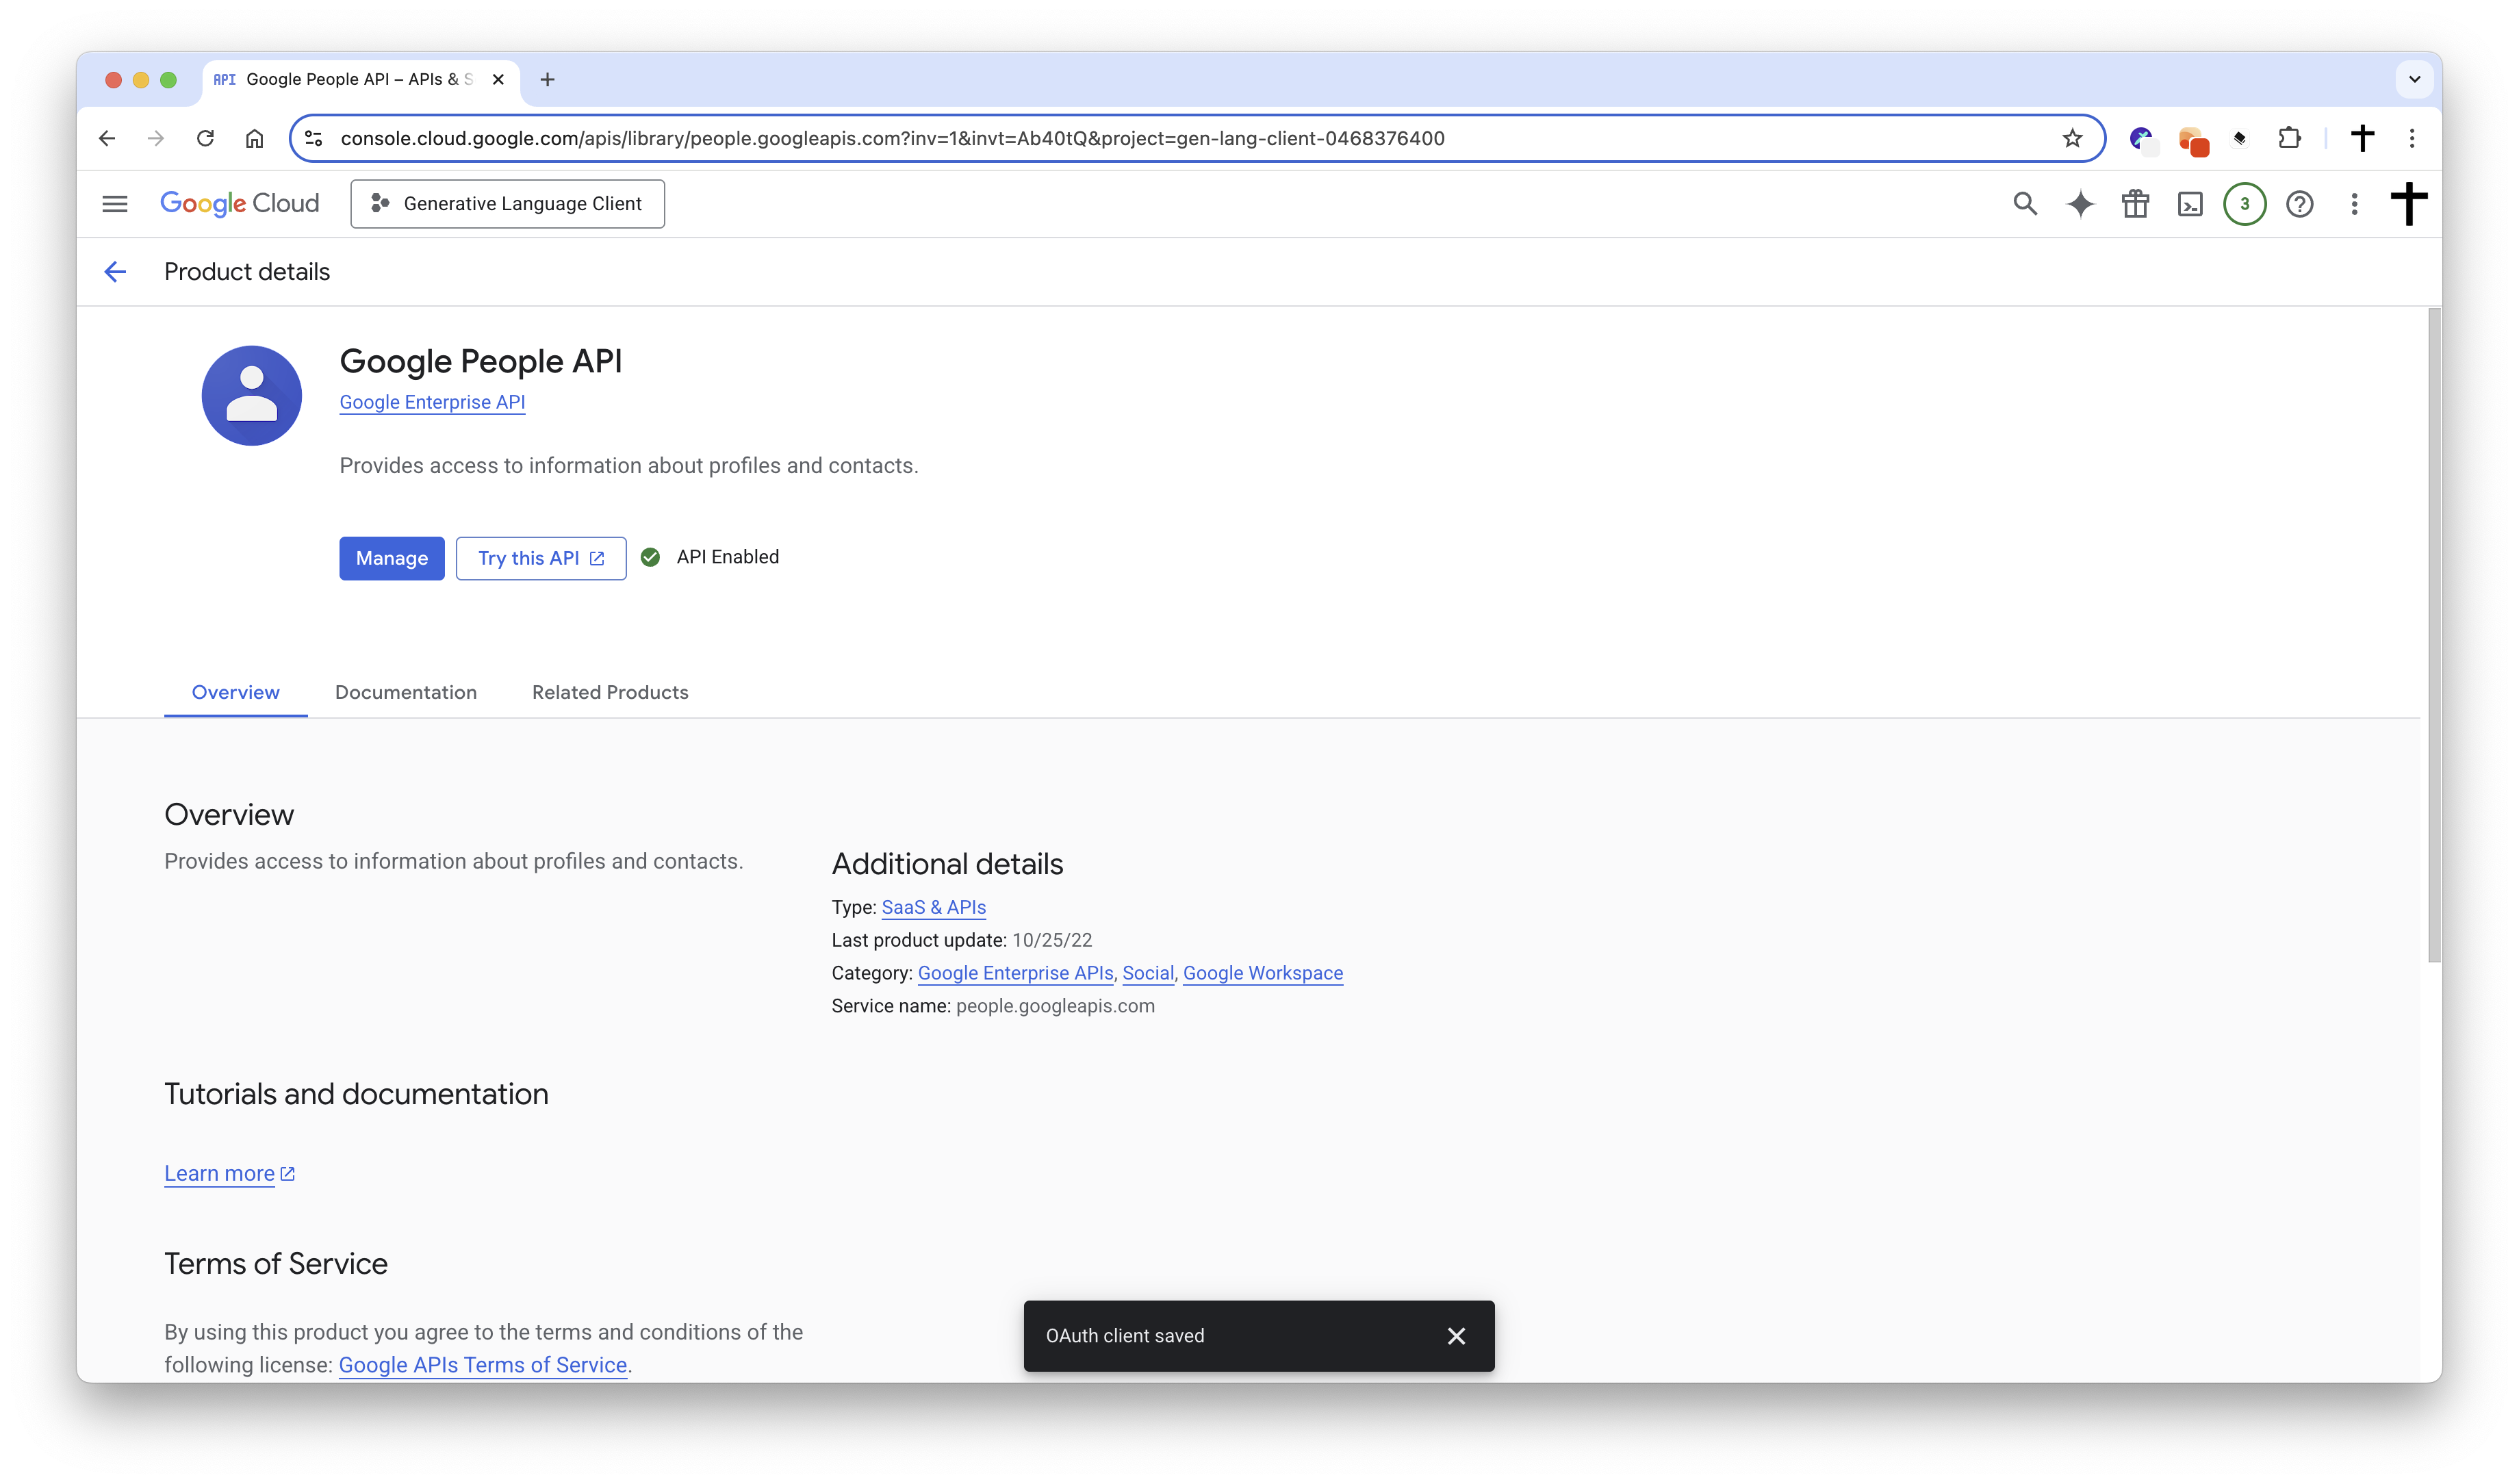 API Google People API – APIs & S
console.cloud.google.com/apis/library/people.googleapis.com?inv=1&invt=Ab40tQ&project=gen-lang-client-0468376400
Google Cloud Generative Language Client 3
Product details
Google People API
Google Enterprise API
Provides access to information about profiles and contacts.
Manage Try this API API Enabled
Overview Documentation Related Products
Overview
Provides access to information about profiles and contacts.
Additional details
Type: SaaS & APIs
Last product update: 10/25/22
Category: Google Enterprise APIs, Social, Google Workspace
Service name: people.googleapis.com
Tutorials and documentation
Learn more
Terms of Service
By using this product you agree to the terms and conditions of the
following license: Google APIs Terms of Service.
OAuth client saved